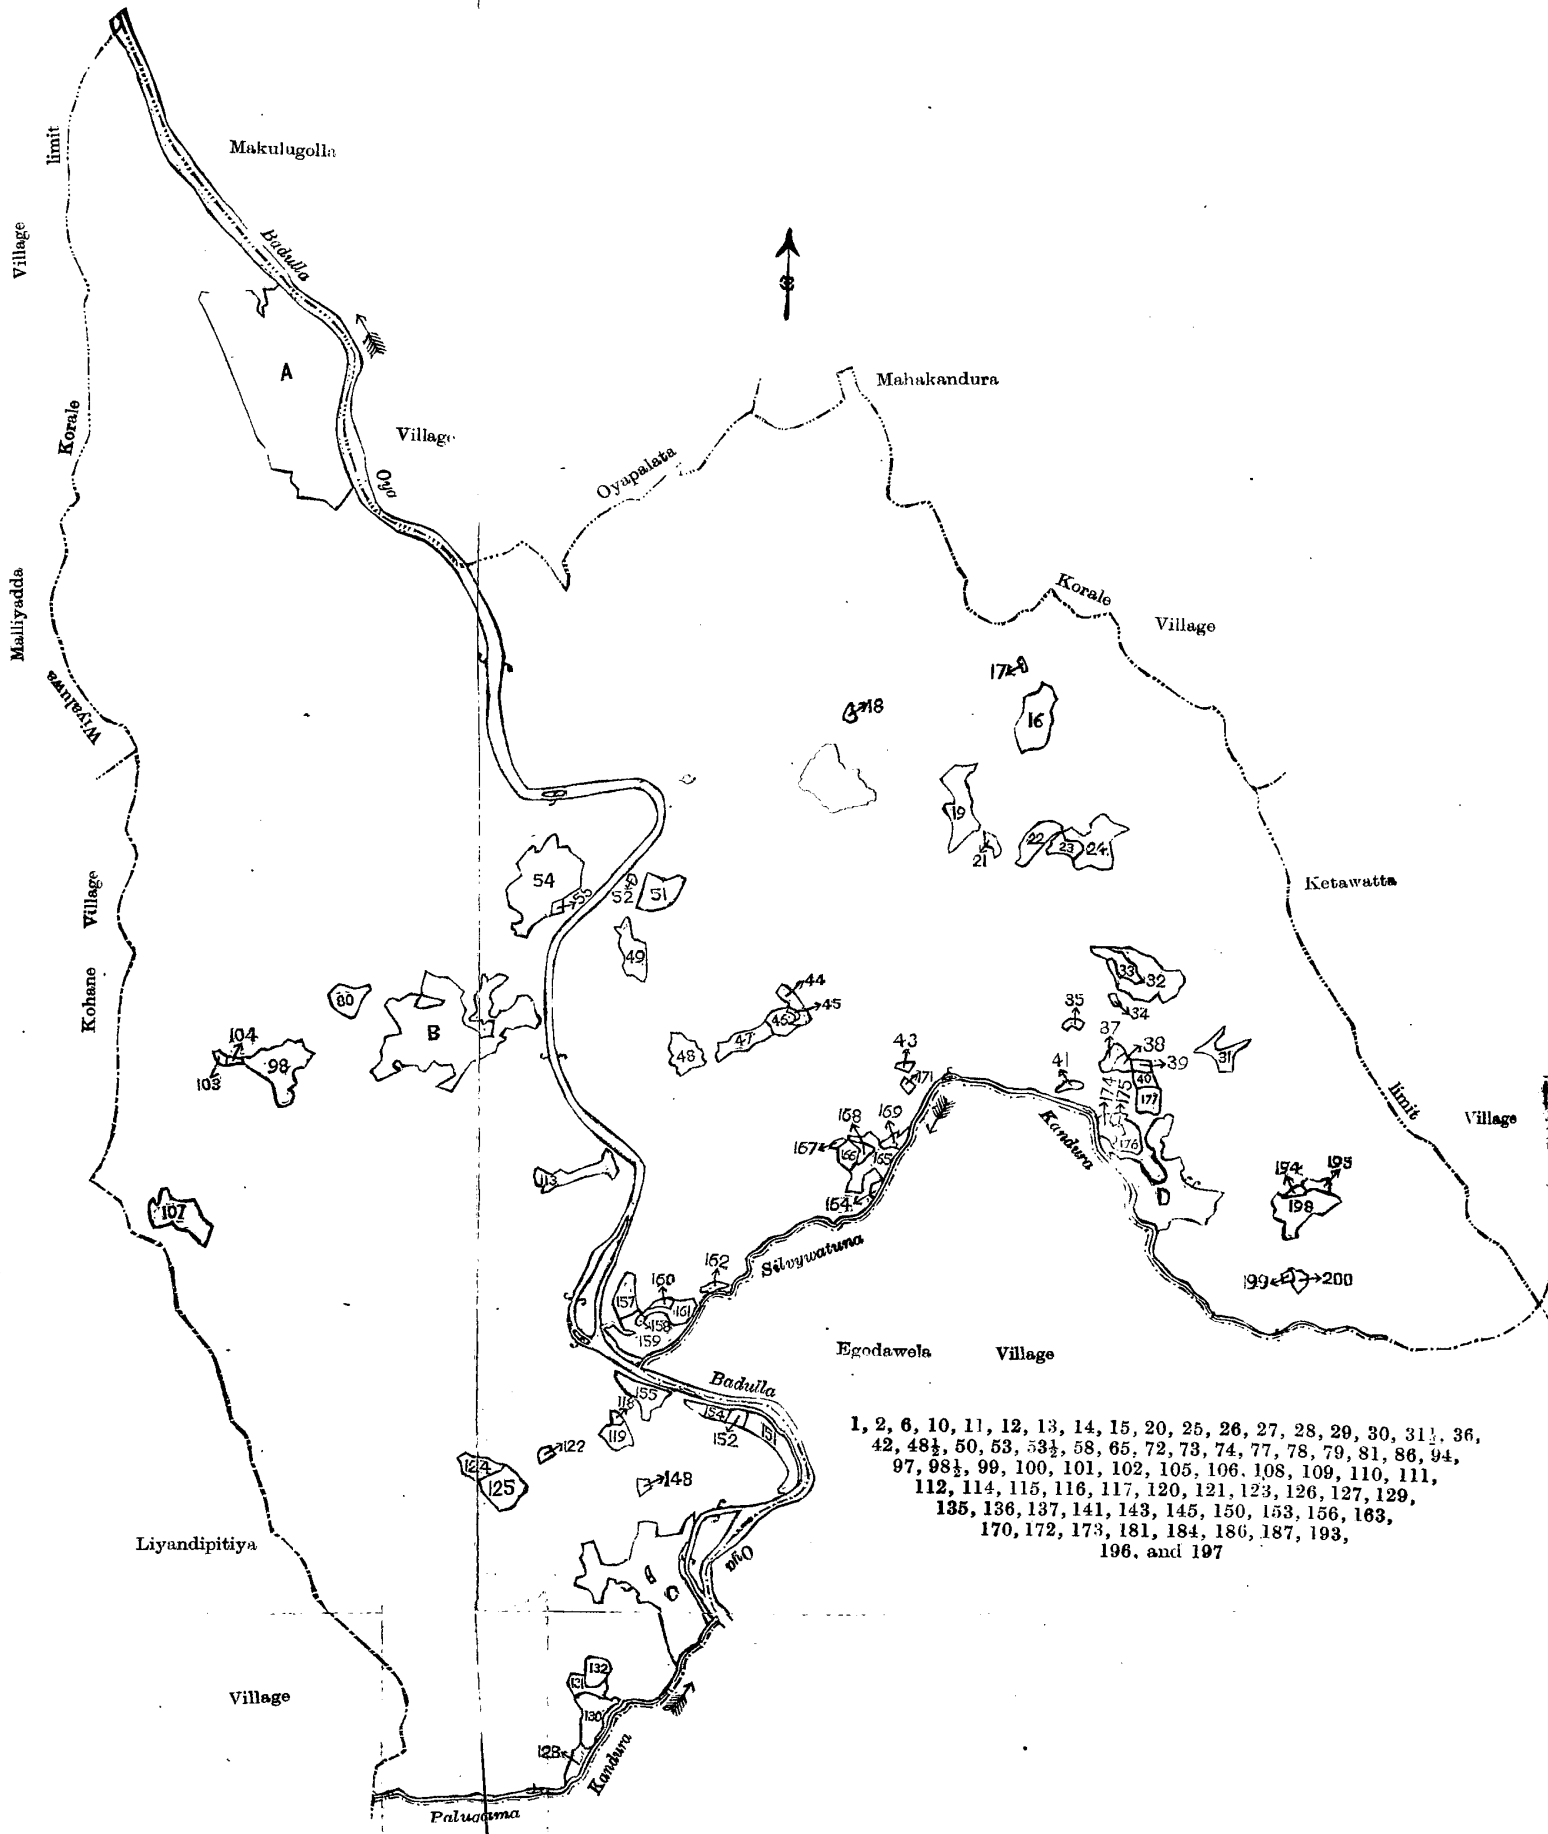 Makulugolla
limit
Village
Badulla
A
Mahakandura
Korale
Village
Oya
Oyapalata
Malliyadda
Korale
Village
Wiyaluwa
17
18
16
19
21
22
23
24
Ketawatta
54
55
52
51
49
Village
Kohane
80
B
33
32
34
35
44
45
46
47
48
43
171
37
38
39
31
41
40
177
174
175
176
104
98
103
limit
Village
168
169
167
166
165
164
Kandura
D
113
107
194
195
198
Silvywatuna
162
160
157
161
158
159
199
200
Egodawela Village
Badulla
155
118
119
154
152
151
122
124
125
148
1, 2, 6, 10, 11, 12, 13, 14, 15, 20, 25, 26, 27, 28, 29, 30, 31½, 36,
42, 48½, 50, 53, 53½, 58, 65, 72, 73, 74, 77, 78, 79, 81, 86, 94,
97, 98½, 99, 100, 101, 102, 105, 106, 108, 109, 110, 111,
112, 114, 115, 116, 117, 120, 121, 123, 126, 127, 129,
135, 136, 137, 141, 143, 145, 150, 153, 156, 163,
170, 172, 173, 181, 184, 186, 187, 193,
196, and 197
Liyandipitiya
Oya
C
132
131
130
Village
128
Kandura
Palugama